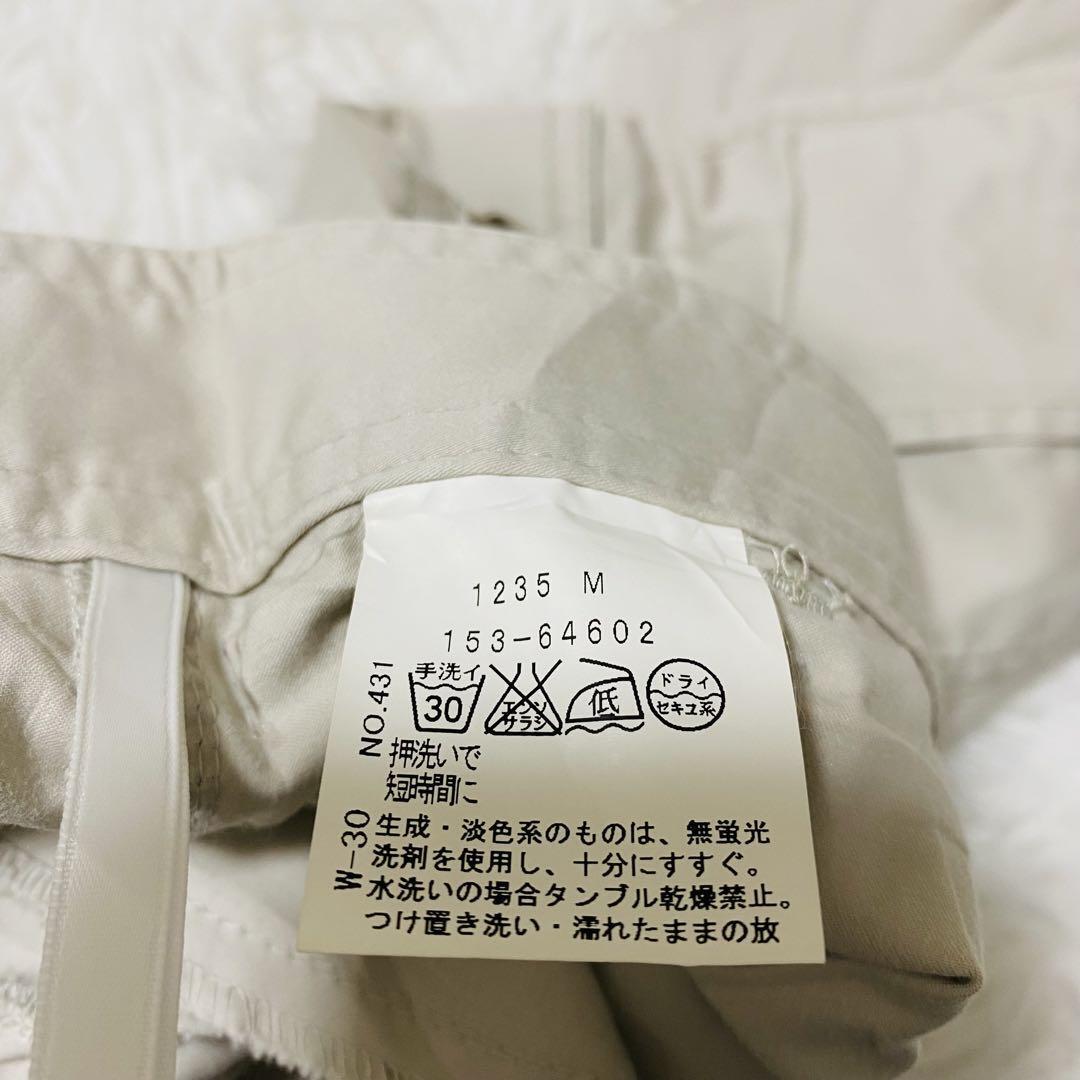 1235 M
153-64602
手洗イ
30
エンソ
サラシ
低
ドライ
セキユ系
NO.431
押洗いで
短時間に
W-30
生成・淡色系のものは、無蛍光
洗剤を使用し、十分にすすぐ。
水洗いの場合タンブル乾燥禁止。
つけ置き洗い・濡れたままの放